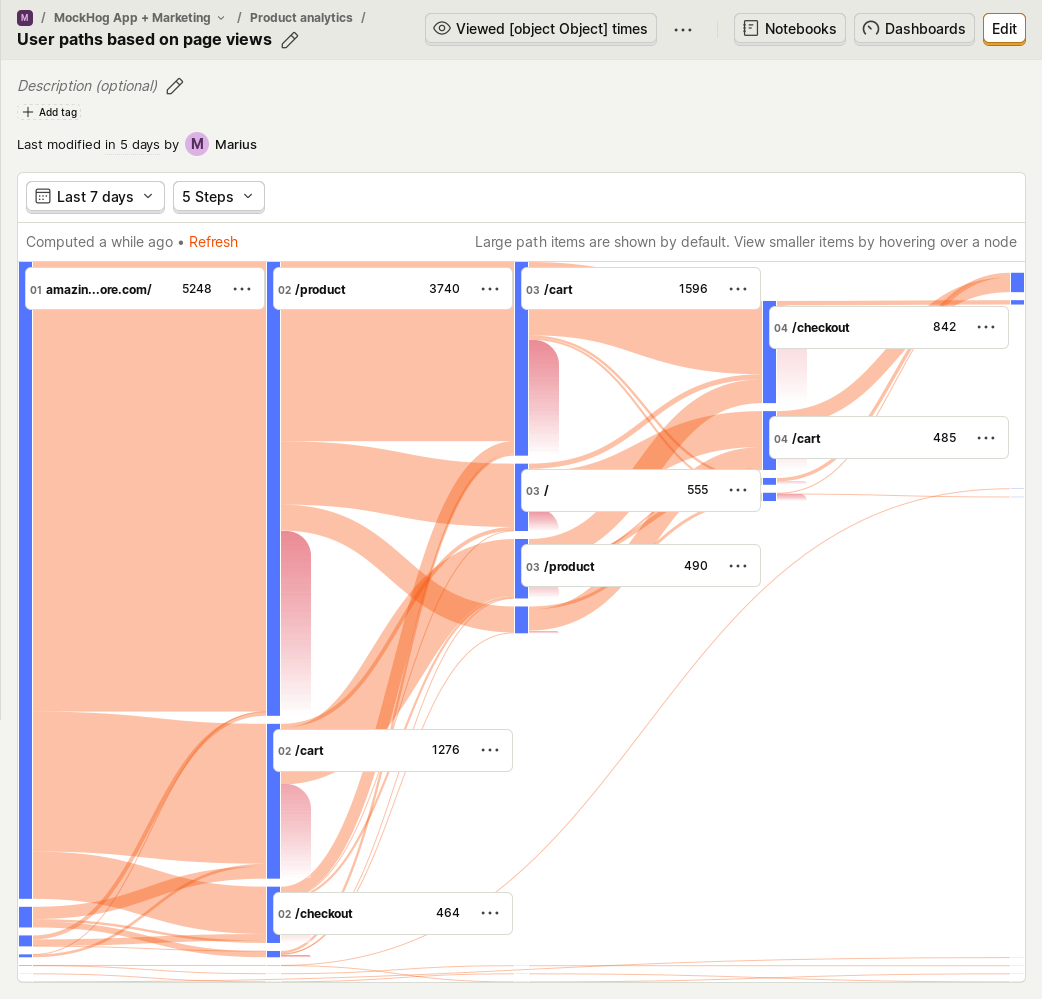 M / MockHog App + Marketing / Product analytics /
User paths based on page views
Viewed [object Object] times
Notebooks
Dashboards
Edit
Description (optional)
Add tag
Last modified in 5 days by M Marius
Last 7 days
5 Steps
Computed a while ago • Refresh
Large path items are shown by default. View smaller items by hovering over a node
01 amazin...ore.com/ 5248
02 /product 3740
03 /cart 1596
04 /checkout 842
04 /cart 485
03 / 555
03 /product 490
02 /cart 1276
02 /checkout 464